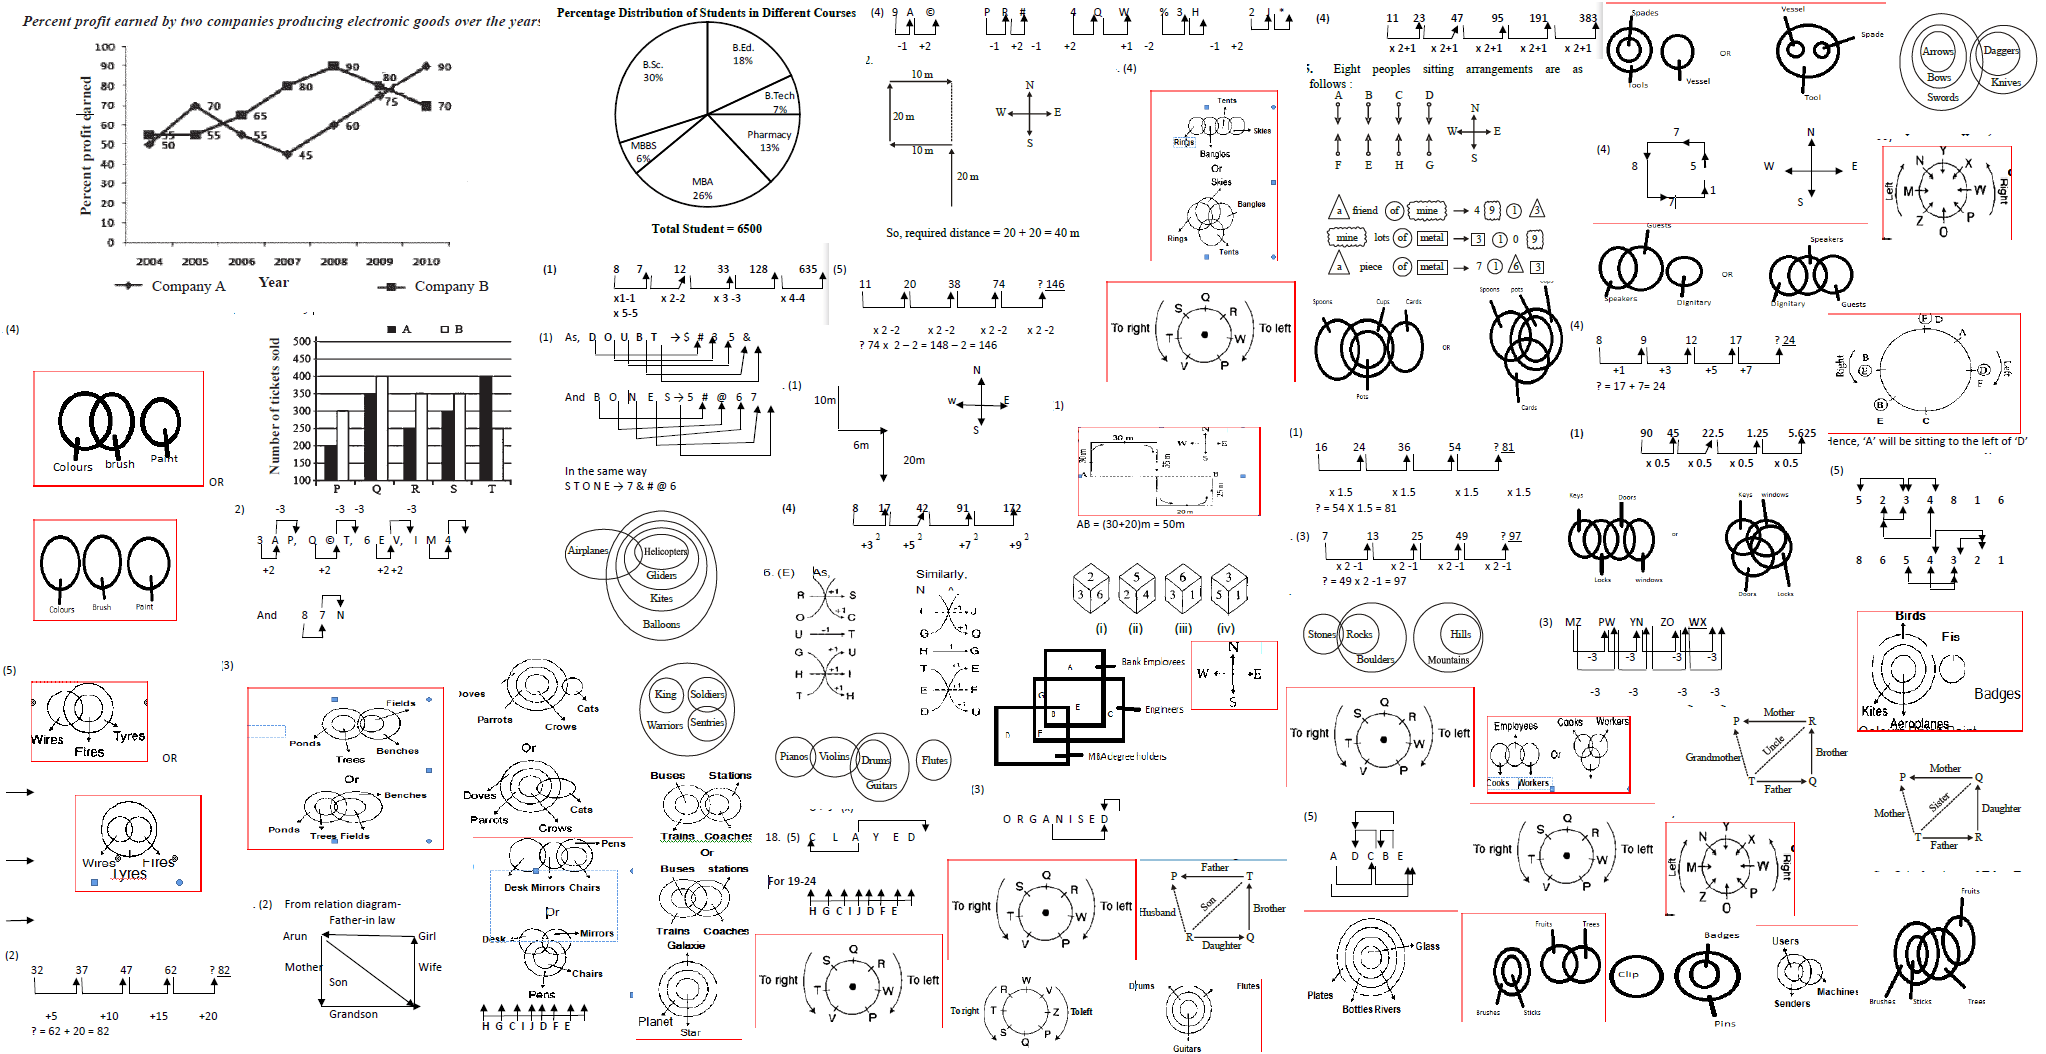 Percent profit earned by two companies producing electronic goods over the years
Percent profit earned
100
90
80
70
60
50
40
30
20
10
0
2004 2005 2006 2007 2008 2009 2010
Year
Company A
Company B
Percentage Distribution of Students in Different Courses
B.Ed. 18%
B.Tech 7%
Pharmacy 13%
MBA 26%
MBBS 6%
B.Sc. 30%
Total Student = 6500
(4) 9 A © P R # 4 Q W % 3 H 2 J *
-1 +2 -1 +2 -1 +2 +1 -2 -1 +2
10 m
20 m
10 m
20 m
N
W E
S
So, required distance = 20 + 20 = 40 m
(4)
Tents
Skies
Rings
Bangles
Or
Skies
Bangles
Rings
Tents
(4) 11 23 47 95 191 383
x 2+1 x 2+1 x 2+1 x 2+1 x 2+1
Eight peoples sitting arrangements are as
follows :
A B C D
F E H G
N
W E
S
a friend of mine 4 9 1 3
mine lots of metal 3 1 0 9
a piece of metal 7 1 6 3
Spades
Tools
Vessel
OR
Vessel
Spade
Tool
Arrows
Bows
Swords
Daggers
Knives
(4)
7
8 5
1
7
N
W E
S
Left
N Y X
M W
Z O P
Right
Guests
Speakers
Dignitary
OR
Speakers
Dignitary
Guests
(1) 8 7 12 33 128 635
x1-1 x 2-2 x 3 -3 x 4-4
x 5-5
(5) 11 20 38 74 ? 146
x 2 -2 x 2 -2 x 2 -2 x 2 -2
? 74 x 2 – 2 = 148 – 2 = 146
To right
S Q R
T W
V P
To left
Spoons Cups Cards
Pots
OR
Spoons pots
Cards
(4) 8 9 12 17 ? 24
+1 +3 +5 +7
? = 17 + 7= 24
Hence, ‘A’ will be sitting to the left of ‘D’
(4)
Colours brush Paint
OR
Colours Brush Paint
A B
Number of tickets sold
500
450
400
350
300
250
200
150
100
P Q R S T
(1) As, D O U B T → $ # 3 5 &
And B O N E S → 5 # @ 6 7
In the same way
S T O N E → 7 & # @ 6
(1)
10m
6m
20m
N
W E
S
1)
30 m
20 m
AB = (30+20)m = 50m
(1) 16 24 36 54 ? 81
x 1.5 x 1.5 x 1.5 x 1.5
? = 54 X 1.5 = 81
(1) 90 45 22.5 1.25 5.625
x 0.5 x 0.5 x 0.5 x 0.5
(5)
5 2 3 4 8 1 6
8 6 5 4 3 2 1
2) -3 -3 -3 -3
3 A P, Q © T, 6 E V, I M 4
+2 +2 +2 +2
And 8 7 N
Airplanes
Helicopters
Gliders
Kites
Balloons
(4) 8 17 42 91 172
+3² +5² +7² +9²
6. (E) As,
Similarly,
2 3 6
5 2 4
6 3 1
3 5 1
(i) (ii) (iii) (iv)
(3) 7 13 25 49 ? 97
x 2 -1 x 2 -1 x 2 -1 x 2 -1
? = 49 x 2 -1 = 97
Keys Doors
Locks windows
or
Keys windows
Doors Locks
Stones
Rocks
Boulders
Hills
Mountains
(3) MZ PW YN ZO WX
-3 -3 -3 -3
-3 -3 -3 -3
Birds
Fis
Badges
Kites
Aeroplanes
(5)
Wires
Fires
Tyres
OR
Wires
Fires
Tyres
(3)
Fields
Ponds
Trees
Benches
Or
Benches
Ponds
Trees Fields
Doves
Parrots
Crows
Cats
Or
Doves
Parrots
Crows
Cats
King
Soldiers
Warriors
Sentries
Pianos
Violins
Drums
Guitars
Flutes
A
Bank Employees
Engineers
MBA degree holders
N
W E
S
To right
S Q R
T W
V P
To left
Employees
Cooks Workers
Or
Cooks Workers
Mother
P R
Grandmother
Uncle
Brother
T Q
Father
Mother
P Q
Mother
Sister
Daughter
T R
Father
Buses Stations
Trains Coaches
Or
Buses stations
Trains Coaches
18. (5) C L A Y E D
(3)
O R G A N I S E D
(5)
A D C B E
Pens
Desk Mirrors Chairs
Or
Desk
Mirrors
Chairs
Pens
H G C I J D F E
For 19-24
H G C I J D F E
(2) From relation diagram-
Father-in law
Arun Girl
Mother
Son
Wife
Grandson
(2) 32 37 47 62 ? 82
+5 +10 +15 +20
? = 62 + 20 = 82
Galaxie
Planet
Star
To right
S Q R
T W
V P
To left
To right
S Q R
T W
V P
To left
Father
P T
Husband
Son
Brother
R Q
Daughter
To right
R W V
T Z
S Q P
To left
Drums
Flutes
Guitars
To right
S Q R
T W
V P
To left
Left
N Y X
M W
Z O P
Right
Glass
Plates
Bottles Rivers
Fruits Trees
Brushes Sticks
Clip
Badges
Pins
Users
Senders
Machines
Fruits
Brushes Sticks Trees